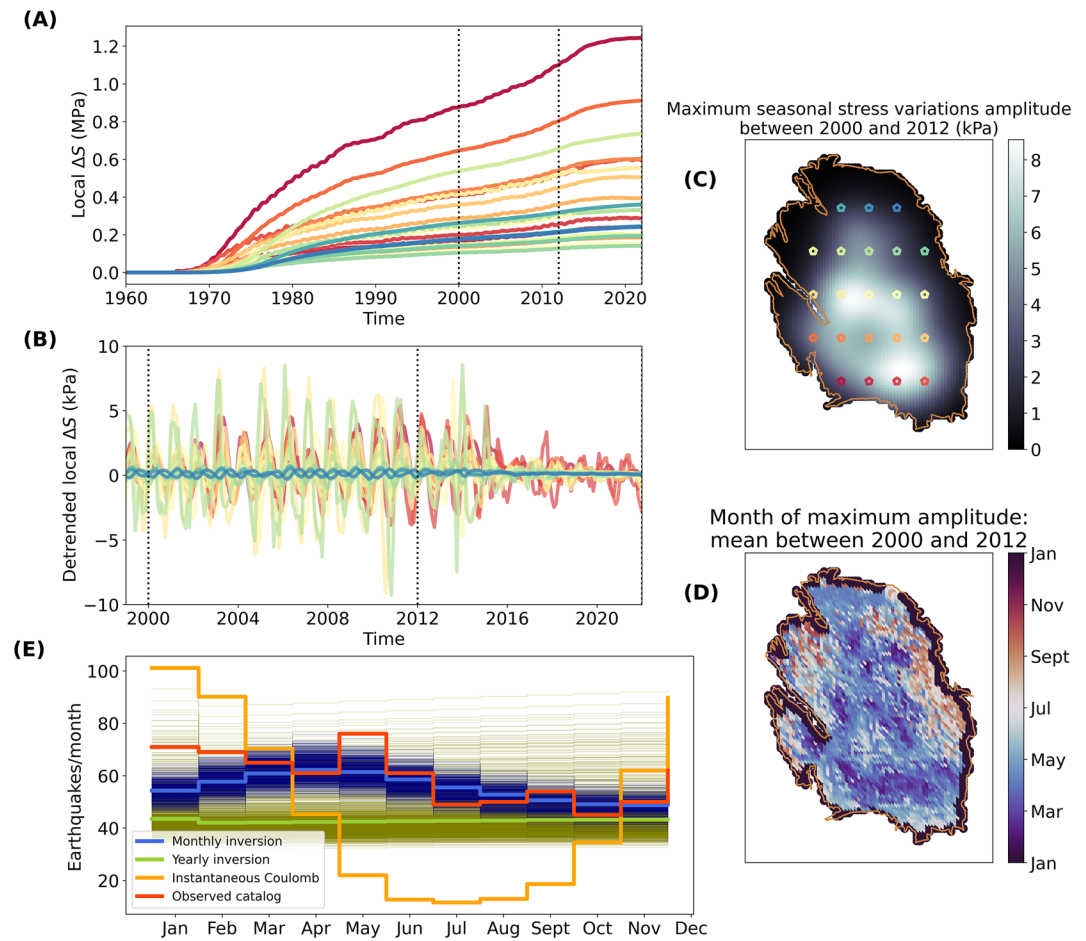 (A)
1.2
1.0
0.8
0.6
0.4
0.2
0.0
Local ΔS (MPa)
1960
1970
1980
1990
2000
2010
2020
Time
(B)
10
5
0
−5
−10
Detrended local ΔS (kPa)
2000
2004
2008
2012
2016
2020
Time
Maximum seasonal stress variations amplitude
between 2000 and 2012 (kPa)
(C)
8
7
6
5
4
3
2
1
0
Month of maximum amplitude:
mean between 2000 and 2012
(D)
Jan
Nov
Sept
Jul
May
Mar
Jan
(E)
100
80
60
40
20
Earthquakes/month
Monthly inversion
Yearly inversion
Instantaneous Coulomb
Observed catalog
Jan
Feb
Mar
Apr
May
Jun
Jul
Aug
Sept
Oct
Nov
Dec